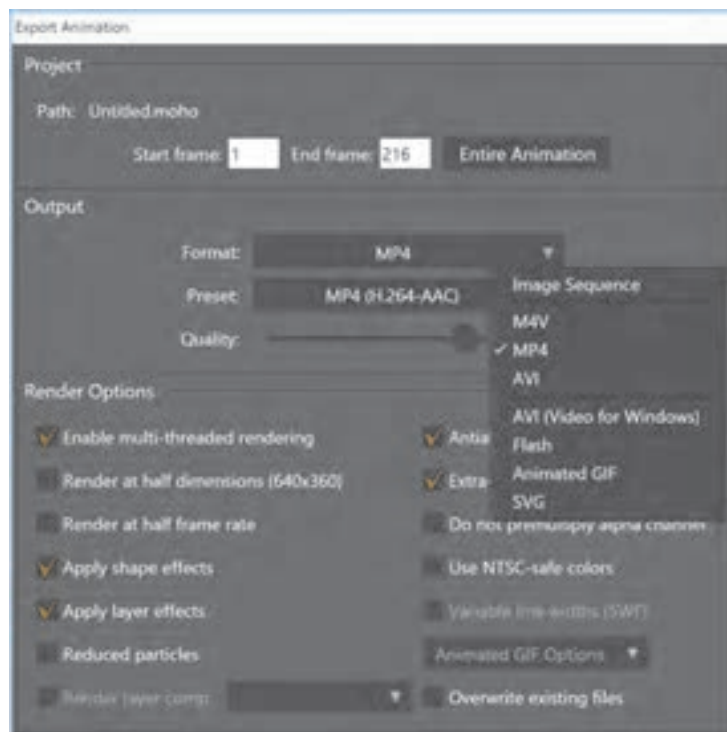 Export Animation
Project
Path: Untitled.moho
Start frame: 1 End frame: 216 Entire Animation
Output
Format: MP4
Preset: MP4 (H.264-AAC)
Image Sequence
M4V
Quality:
MP4
AVI
Render Options
AVI (Video for Windows)
Enable multi-threaded rendering Antia
Flash
Render at half dimensions (640x360) Extra
Animated GIF
SVG
Render at half frame rate Do not premultiply alpha channel
Apply shape effects Use NTSC-safe colors
Apply layer effects Variable line-widths (SWF)
Reduced particles Animated GIF Options
Render layer comp: Overwrite existing files